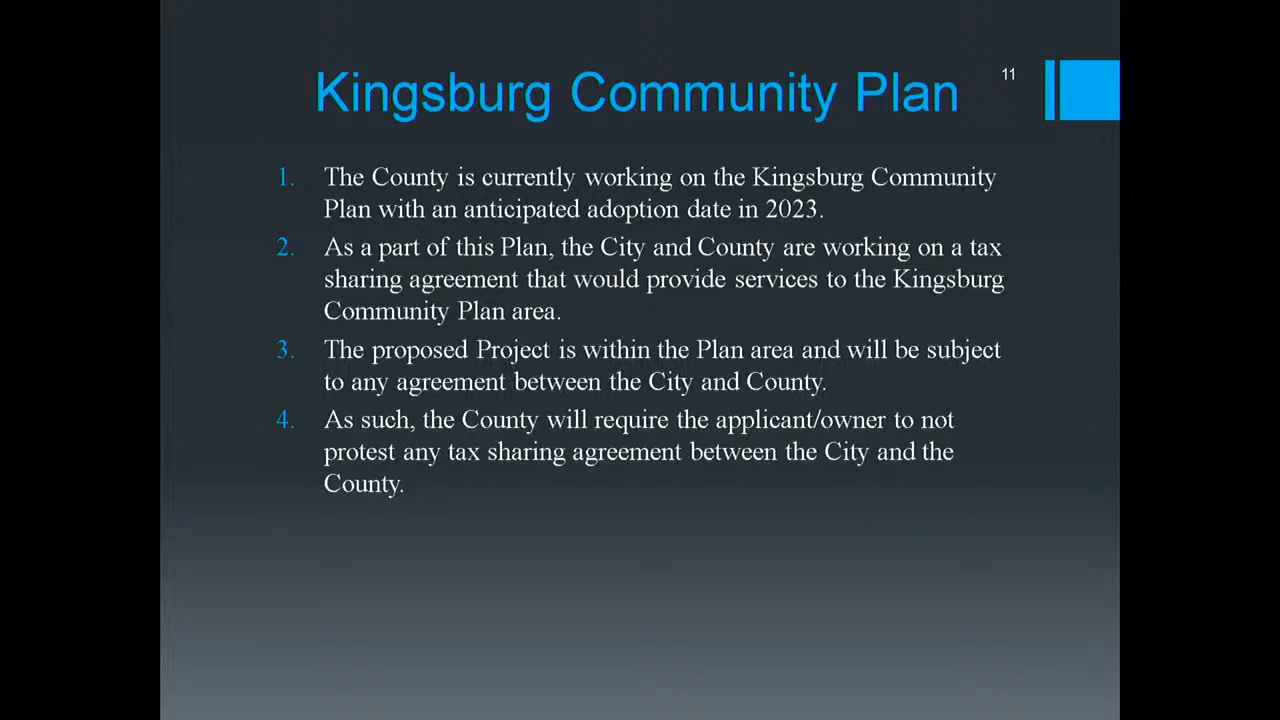 Kingsburg Community Plan
11
1. The County is currently working on the Kingsburg Community
Plan with an anticipated adoption date in 2023.
2. As a part of this Plan, the City and County are working on a tax
sharing agreement that would provide services to the Kingsburg
Community Plan area.
3. The proposed Project is within the Plan area and will be subject
to any agreement between the City and County.
4. As such, the County will require the applicant/owner to not
protest any tax sharing agreement between the City and the
County.